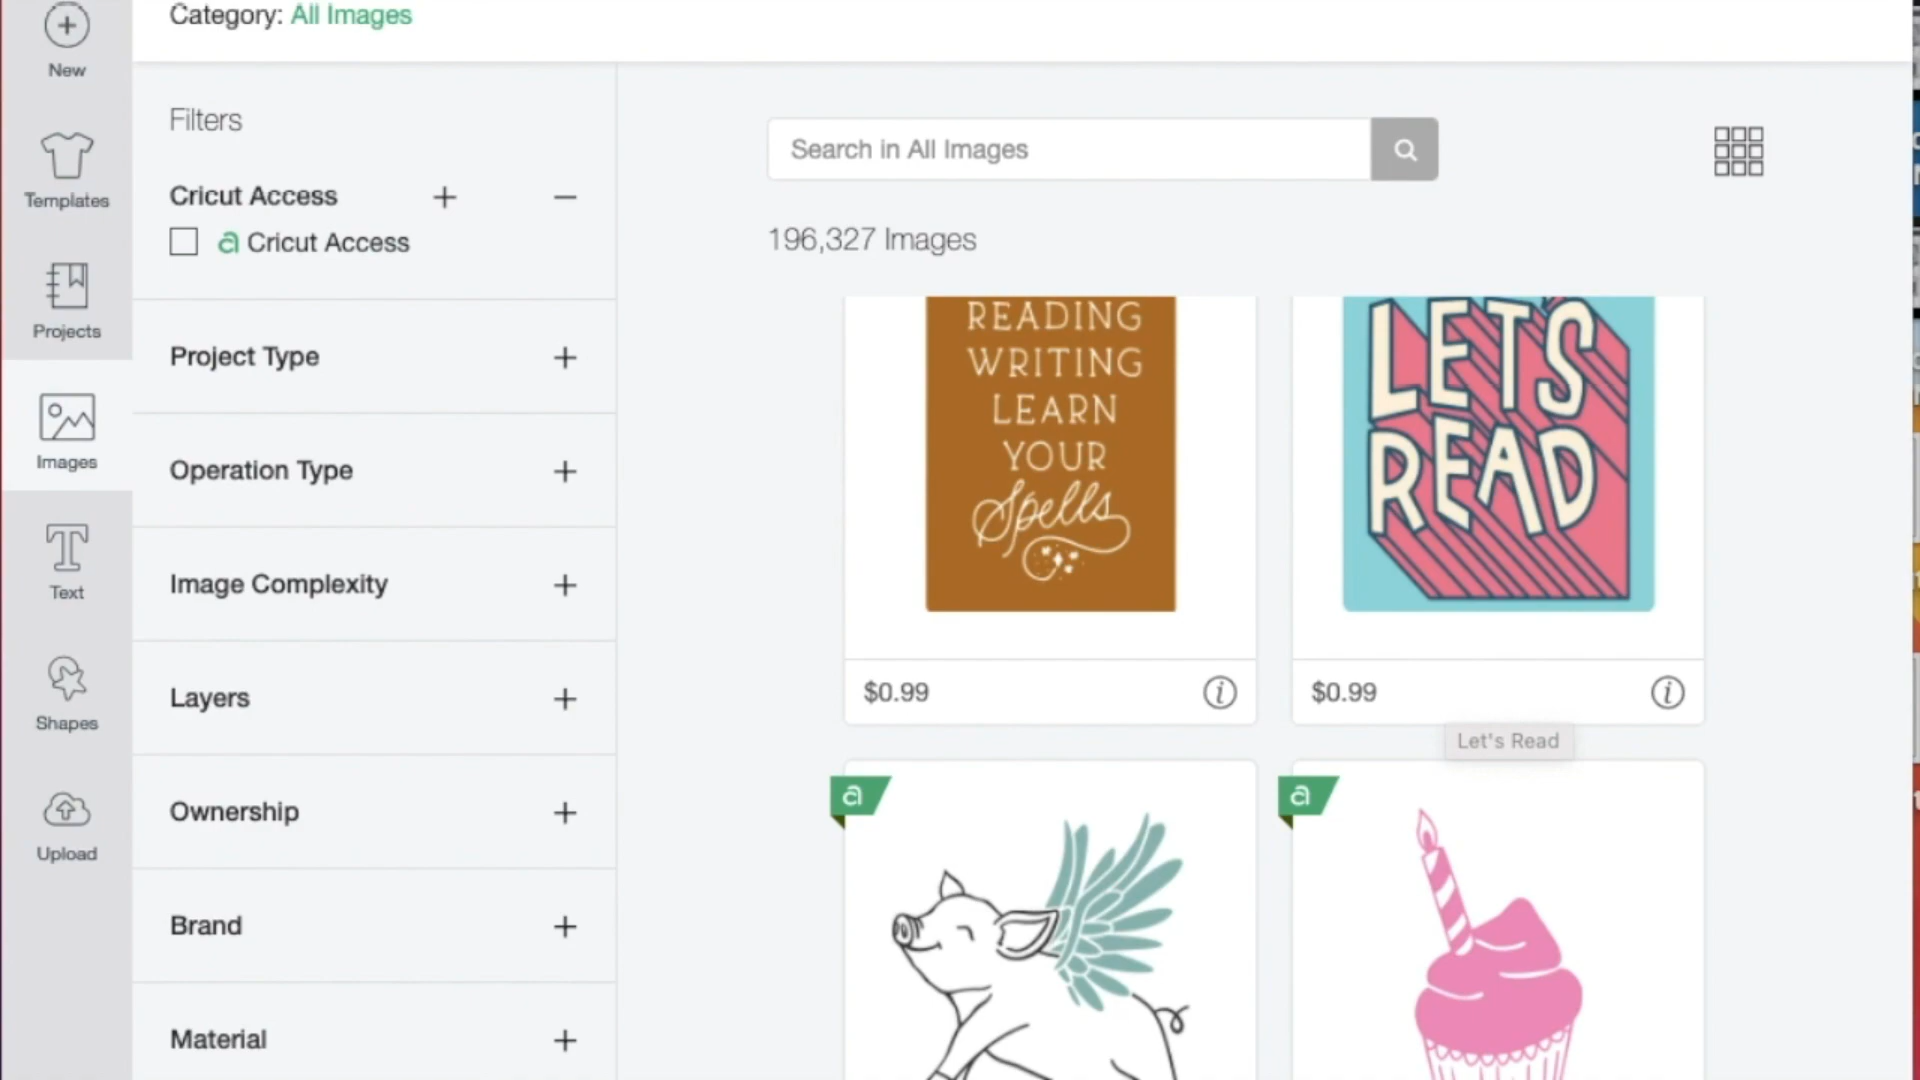 Category: All Images
New
Templates
Projects
Images
Text
Shapes
Upload
Filters
Cricut Access
a Cricut Access
Project Type
Operation Type
Image Complexity
Layers
Ownership
Brand
Material
Search in All Images
196,327 Images
READING
WRITING
LEARN
YOUR
Spells
$0.99
LET'S
READ
$0.99
Let's Read
a
a